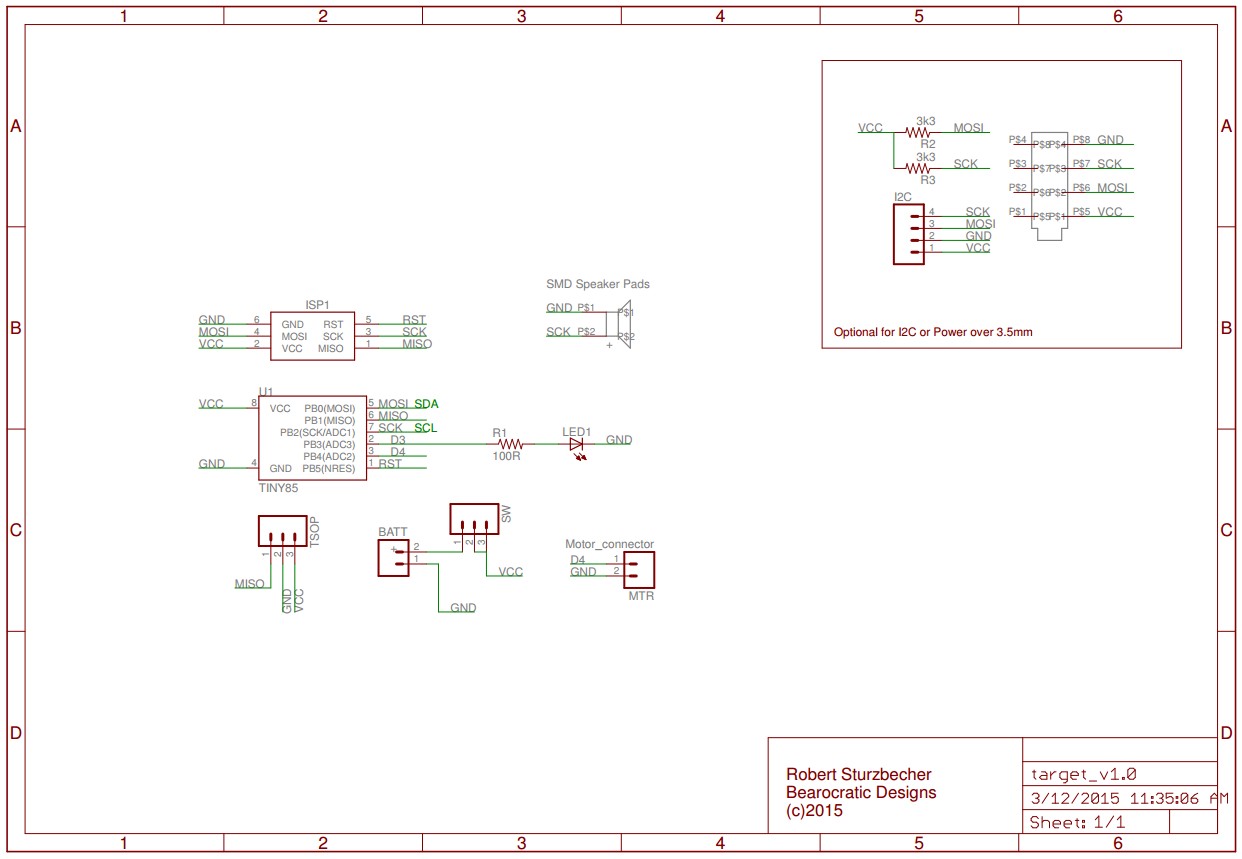 1 2 3 4 5 6
A A
3k3
VCC MOSI
R2
3k3
SCK
R3
P$4 P$8 P$4 P$8 GND
P$3 P$7 P$3 P$7 SCK
P$2 P$6 P$2 P$6 MOSI
P$1 P$5 P$1 P$5 VCC
I2C
4 SCK
3 MOSI
2 GND
1 VCC
Optional for I2C or Power over 3.5mm
B B
SMD Speaker Pads
GND P$1 P$1
SCK P$2 P$2
+
ISP1
GND 6 GND RST 5 RST
MOSI 4 MOSI SCK 3 SCK
VCC 2 VCC MISO 1 MISO
U1
VCC 8 VCC PB0(MOSI) 5 MOSI SDA
PB1(MISO) 6 MISO
PB2(SCK/ADC1) 7 SCK SCL
PB3(ADC3) 2 D3
PB4(ADC2) 3 D4
GND 4 GND PB5(NRES) 1 RST
TINY85
R1
100R
LED1
GND
C C
TSOP
1 2 3
MISO
GND
VCC
BATT
+
2
1
GND
SW
1 2 3
VCC
Motor_connector
D4 1
GND 2
MTR
D D
Robert Sturzbecher
Bearocratic Designs
(c)2015
target_v1.0
3/12/2015 11:35:06 AM
Sheet: 1/1
1 2 3 4 5 6